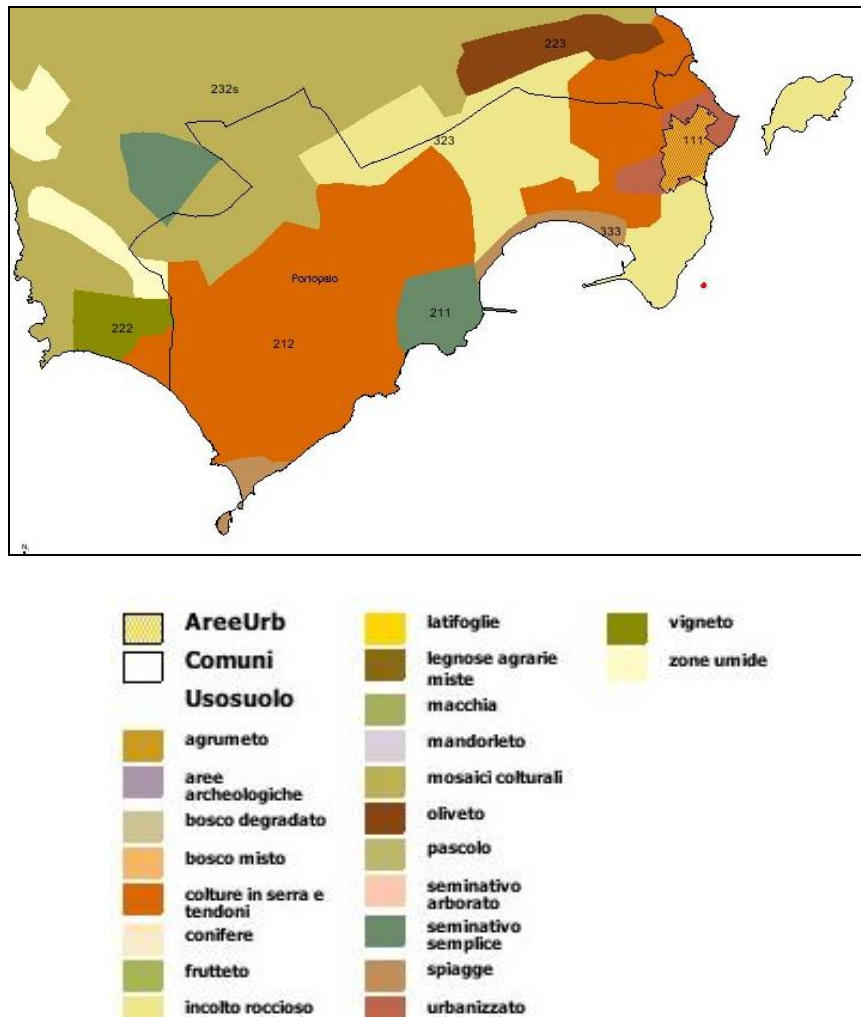 223
232s
323
111
333
Portopalo
222
212
211
N
AreeUrb
Comuni
Usosuolo
agrumeto
aree
archeologiche
bosco degradato
bosco misto
colture in serra e
tendoni
conifere
frutteto
incolto roccioso
latifoglie
legnose agrarie
miste
macchia
mandorleto
mosaici colturali
oliveto
pascolo
seminativo
arborato
seminativo
semplice
spiagge
urbanizzato
vigneto
zone umide